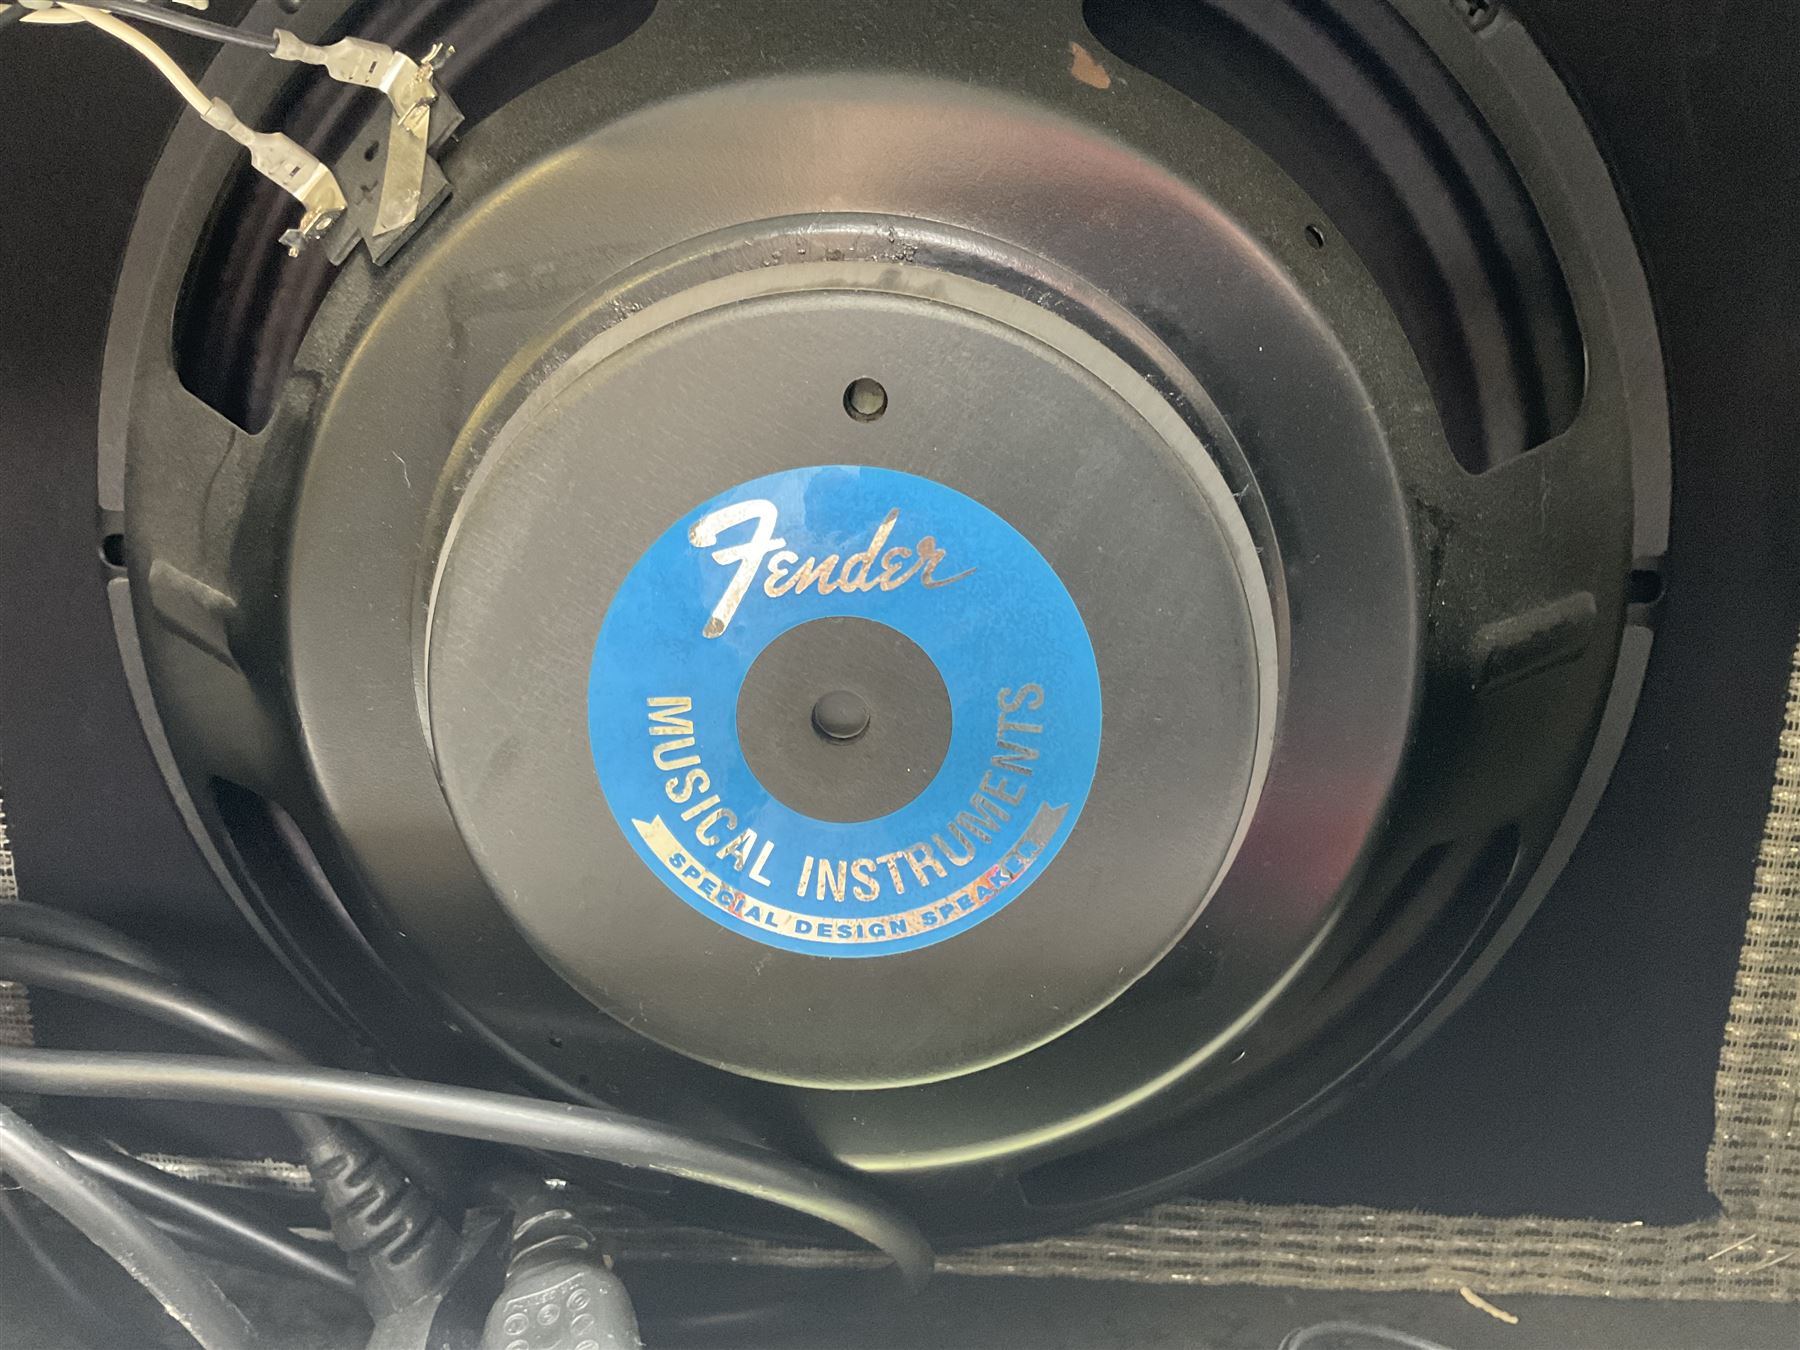 - +
Fender
MUSICAL INSTRUMENTS
SPECIAL DESIGN SPEAKER